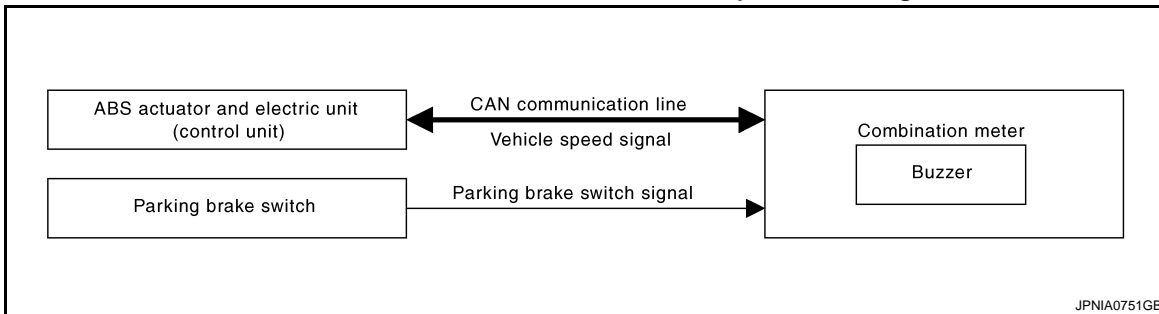 ABS actuator and electric unit
(control unit)
CAN communication line
Vehicle speed signal
Combination meter
Buzzer
Parking brake switch
Parking brake switch signal
JPNIA0751GB